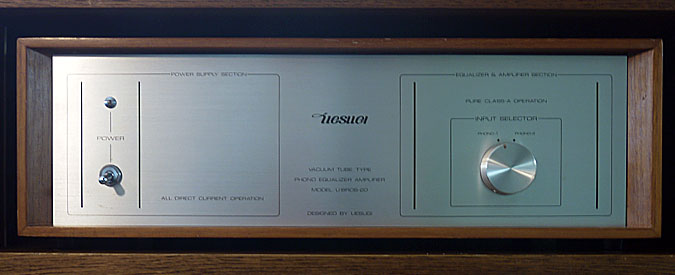 POWER SUPPLY SECTION
POWER
ALL DIRECT CURRENT OPERATION
uesugi
VACUUM TUBE TYPE
PHONO EQUALIZER AMPLIFIER
DESIGNED BY UESUGI
EQUALIZER & AMPLIFIER SECTION
PURE CLASS-A OPERATION
INPUT SELECTOR
PHONO-1 PHONO-2